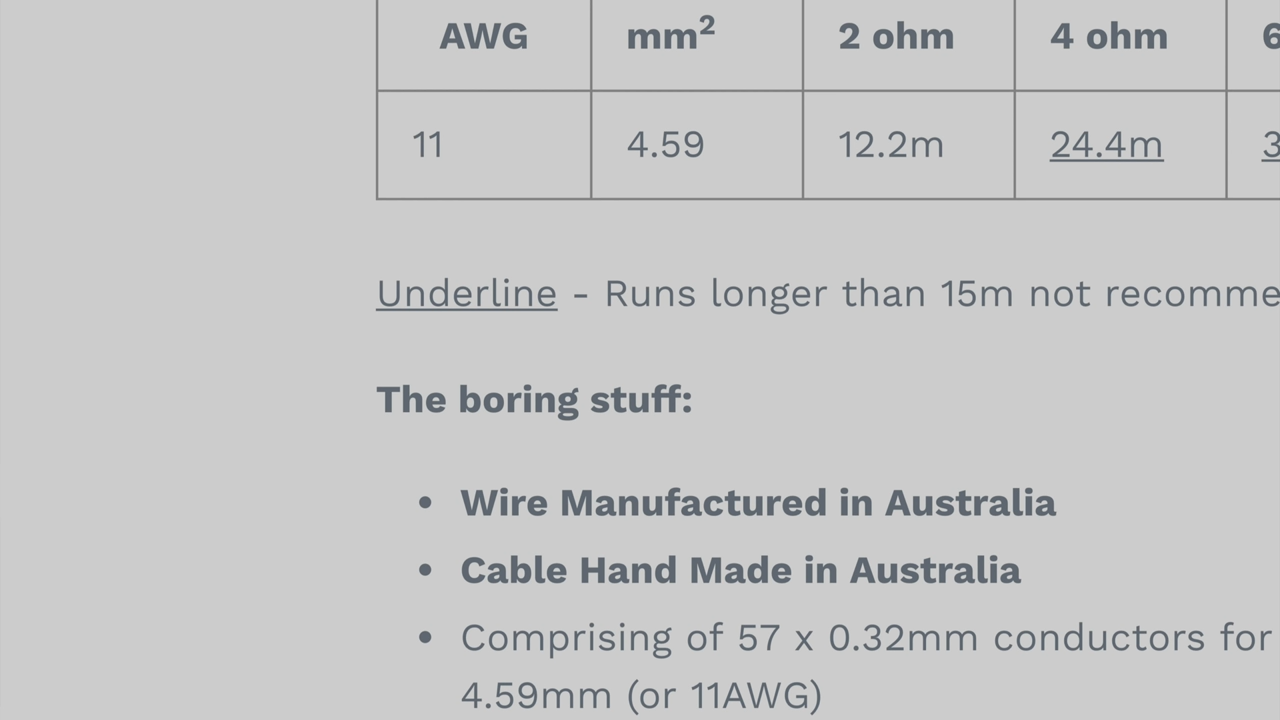 AWG mm² 2 ohm 4 ohm 6
11 4.59 12.2m 24.4m 3
Underline - Runs longer than 15m not recomme
The boring stuff:
• Wire Manufactured in Australia
• Cable Hand Made in Australia
• Comprising of 57 x 0.32mm conductors for
4.59mm (or 11AWG)